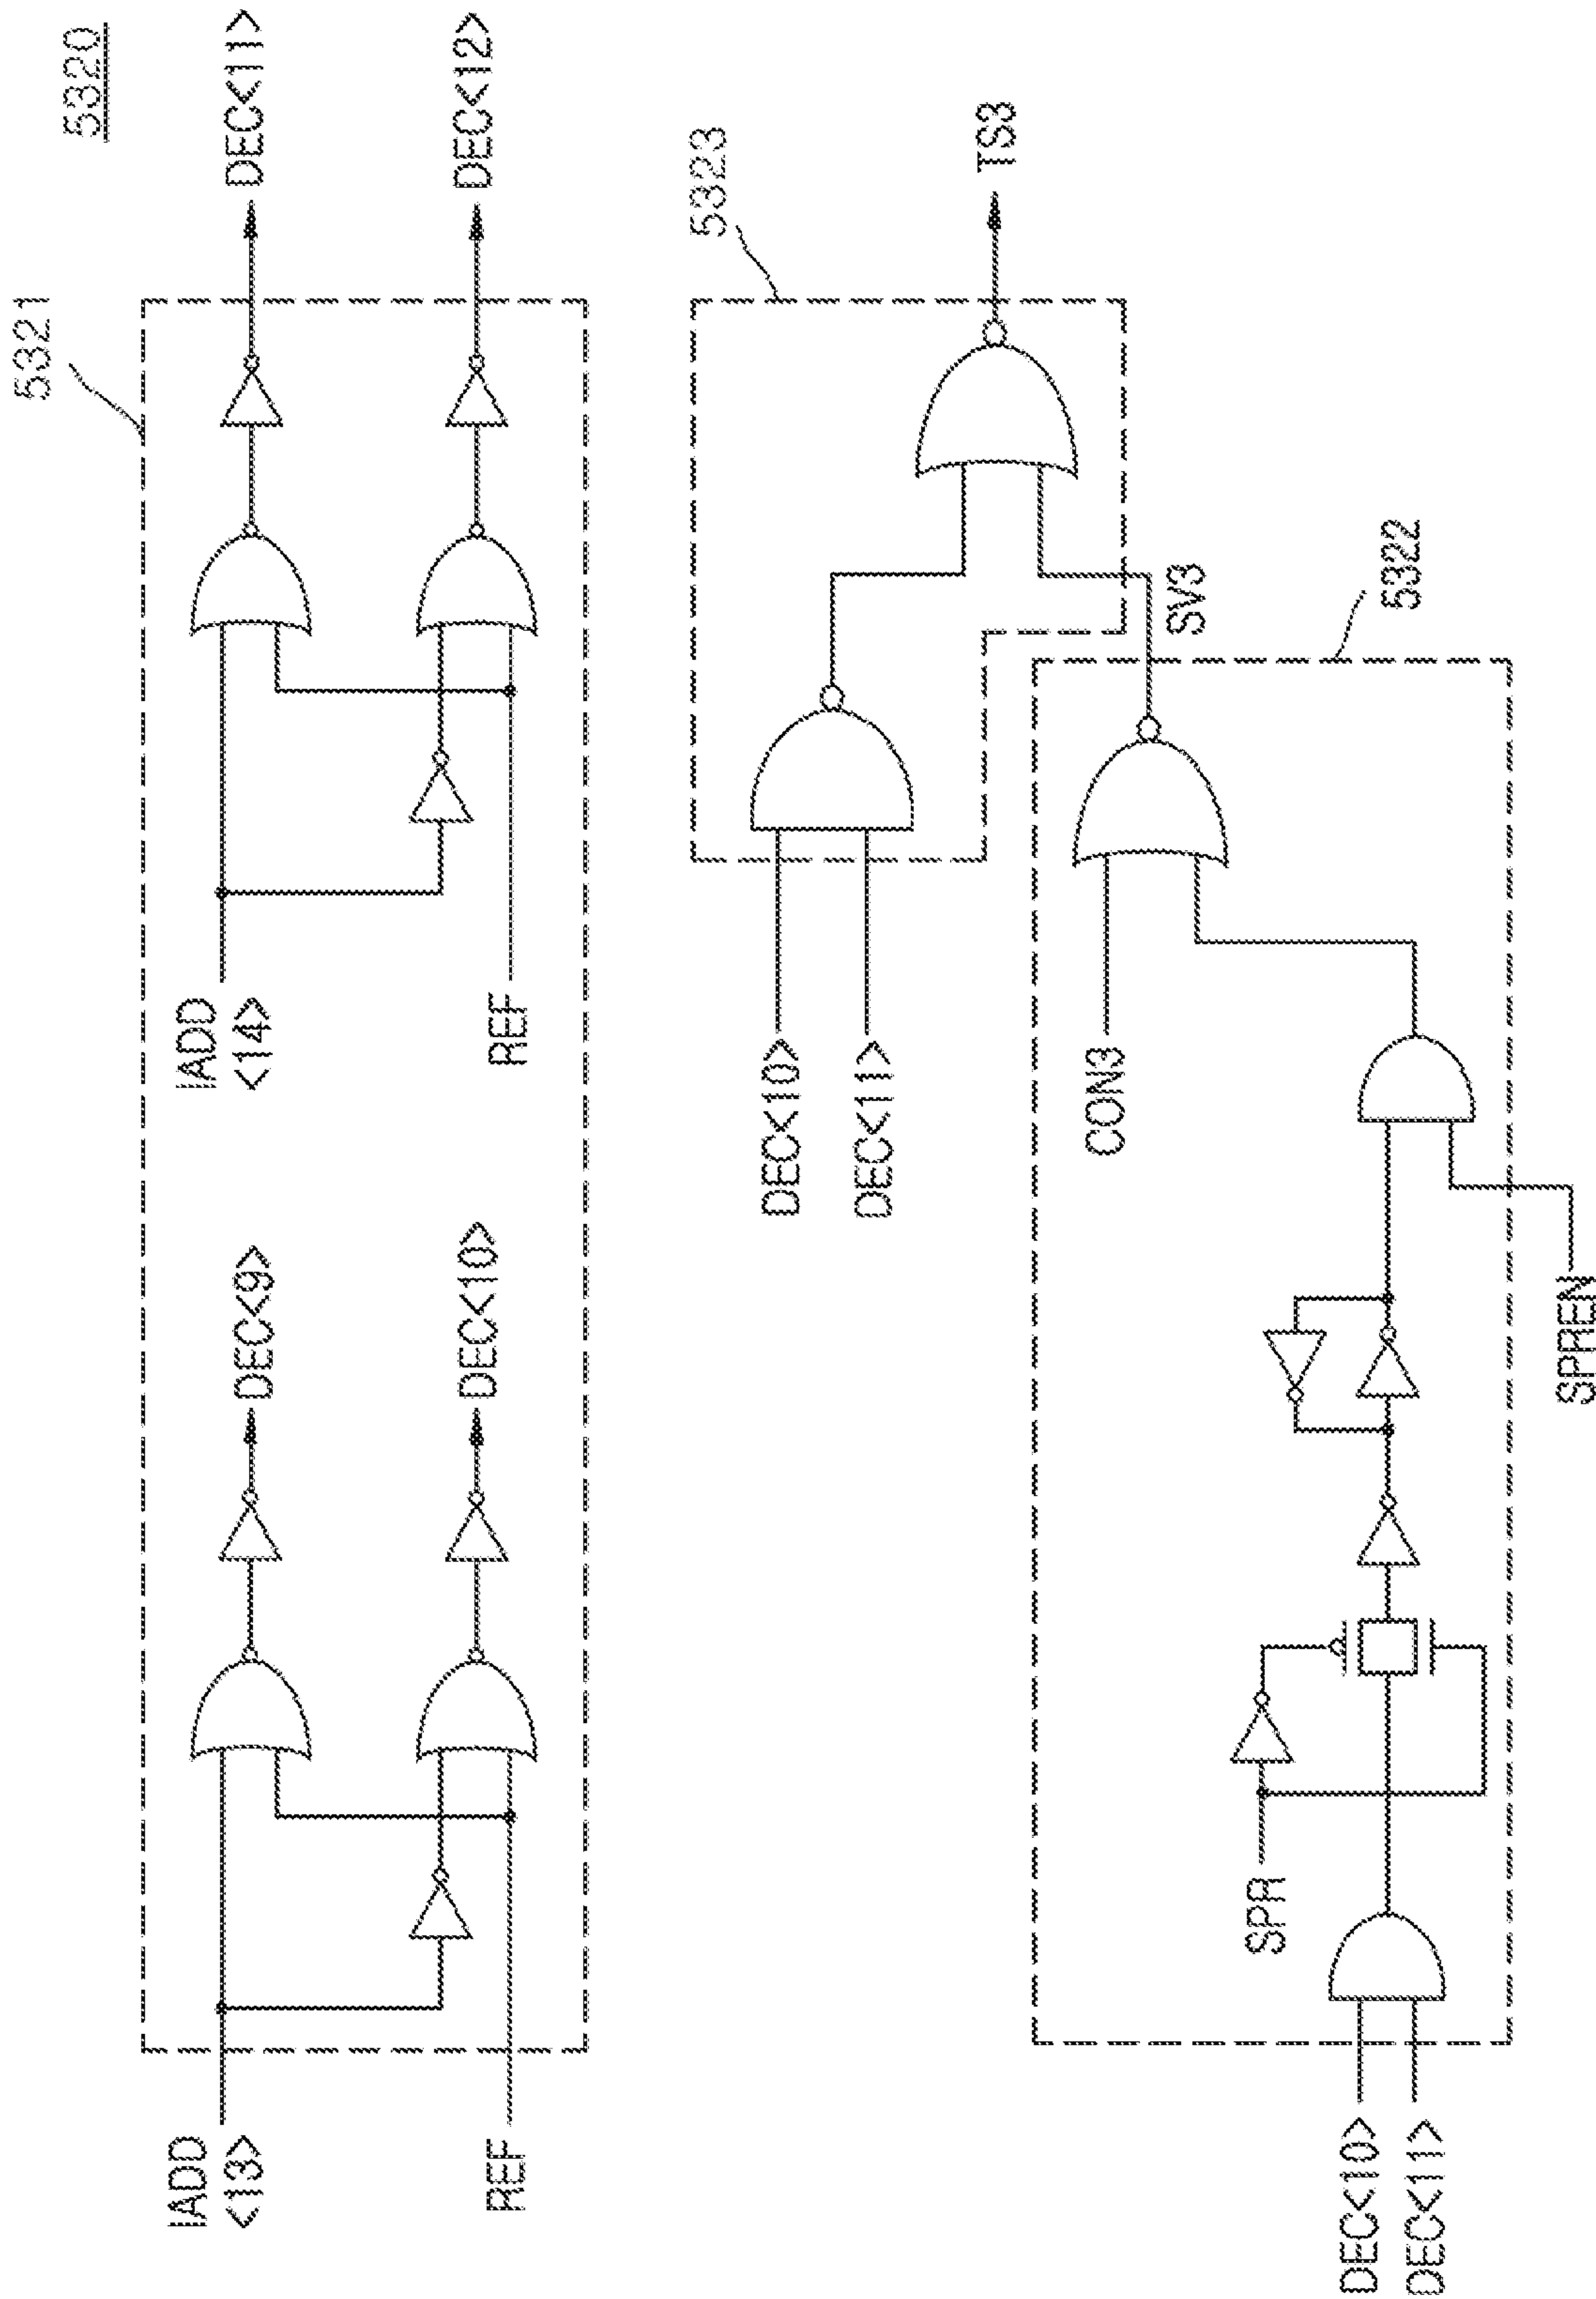 5320
5321
IADD
<13>
REF
DEC<9>
DEC<10>
IADD
<14>
REF
DEC<11>
DEC<12>
5323
DEC<10>
DEC<11>
TS3
SV3
5322
CON3
SPR
DEC<10>
DEC<11>
SPREN